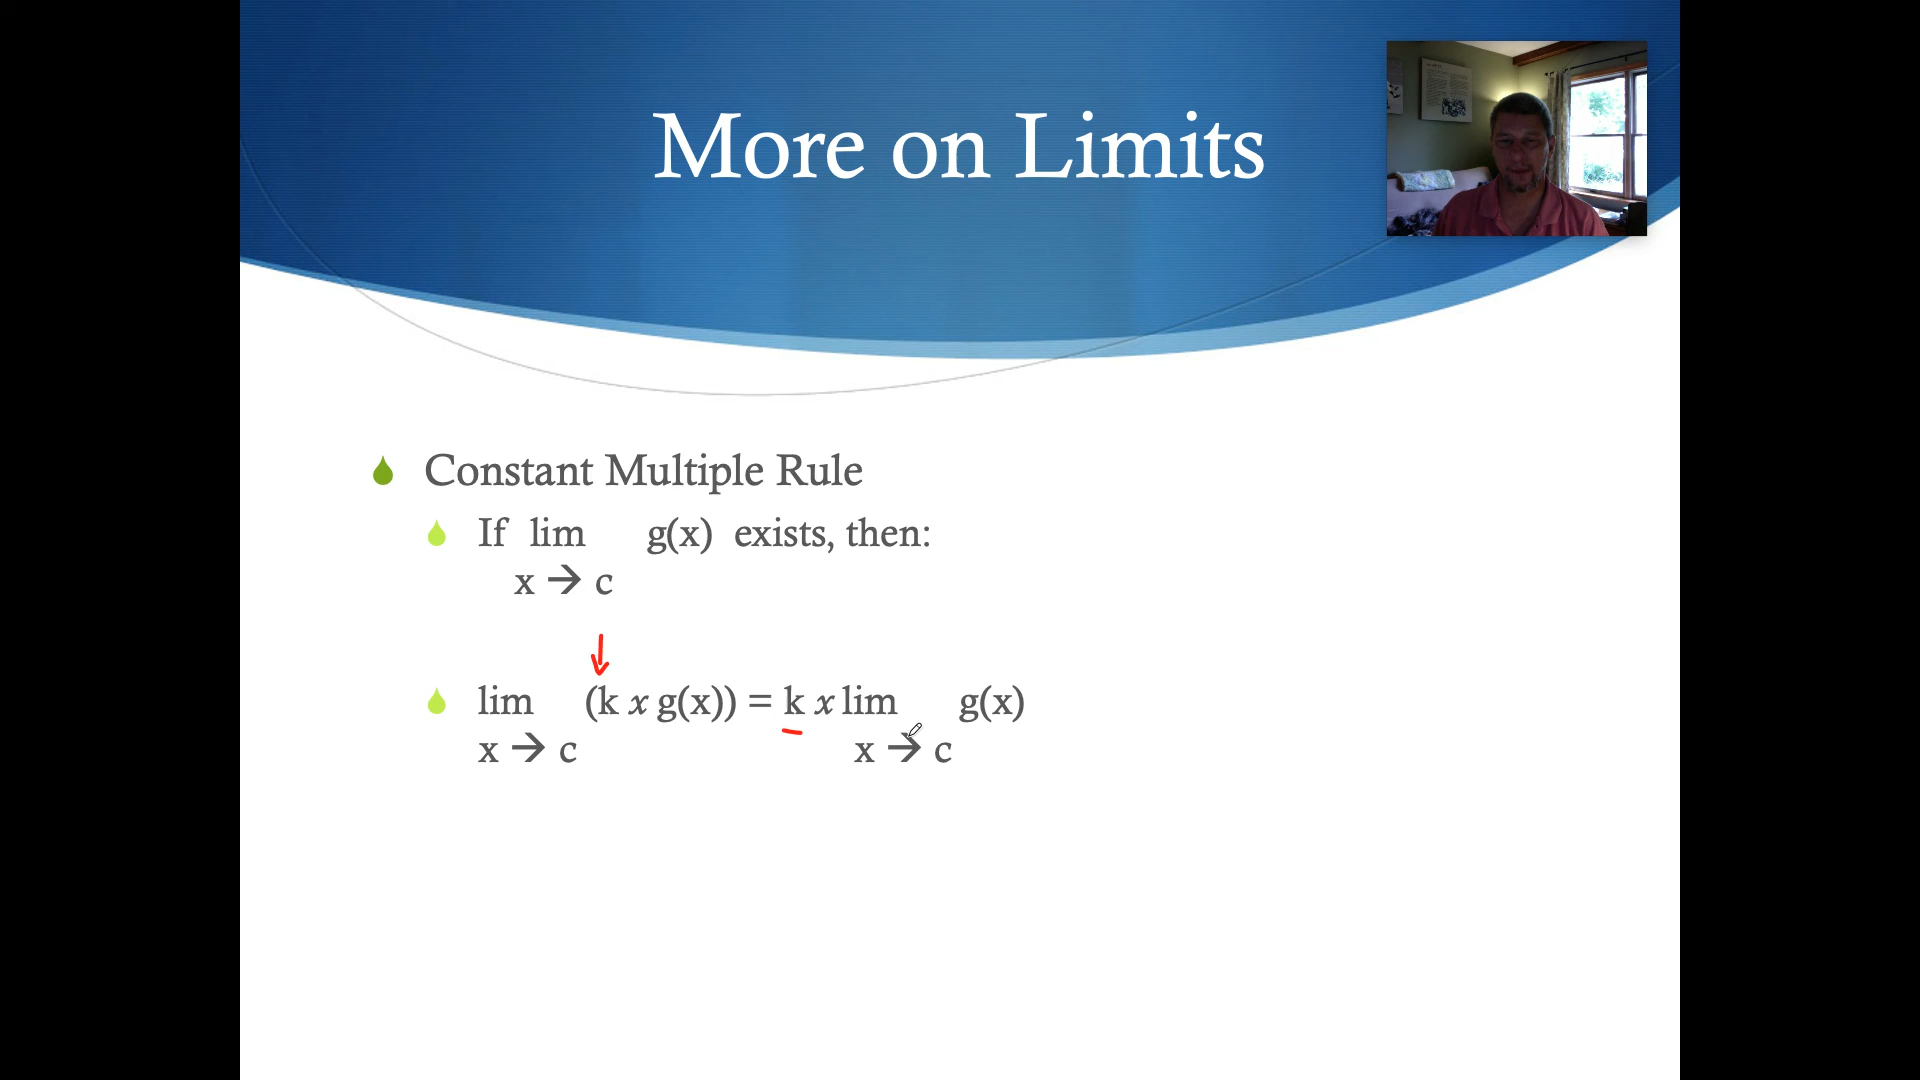 More on Limits
Constant Multiple Rule
If lim g(x) exists, then:
x → c
lim (k x g(x)) = k x lim g(x)
x → c x → c